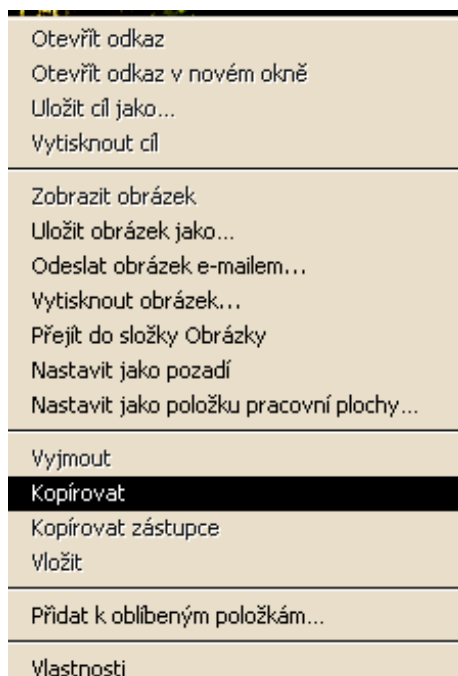 Otevřít odkaz
Otevřít odkaz v novém okně
Uložit cíl jako...
Vytisknout cíl
Zobrazit obrázek
Uložit obrázek jako...
Odeslat obrázek e-mailem...
Vytisknout obrázek...
Přejít do složky Obrázky
Nastavit jako pozadí
Nastavit jako položku pracovní plochy...
Vyjmout
Kopírovat
Kopírovat zástupce
Vložit
Přidat k oblíbeným položkám...
Vlastnosti